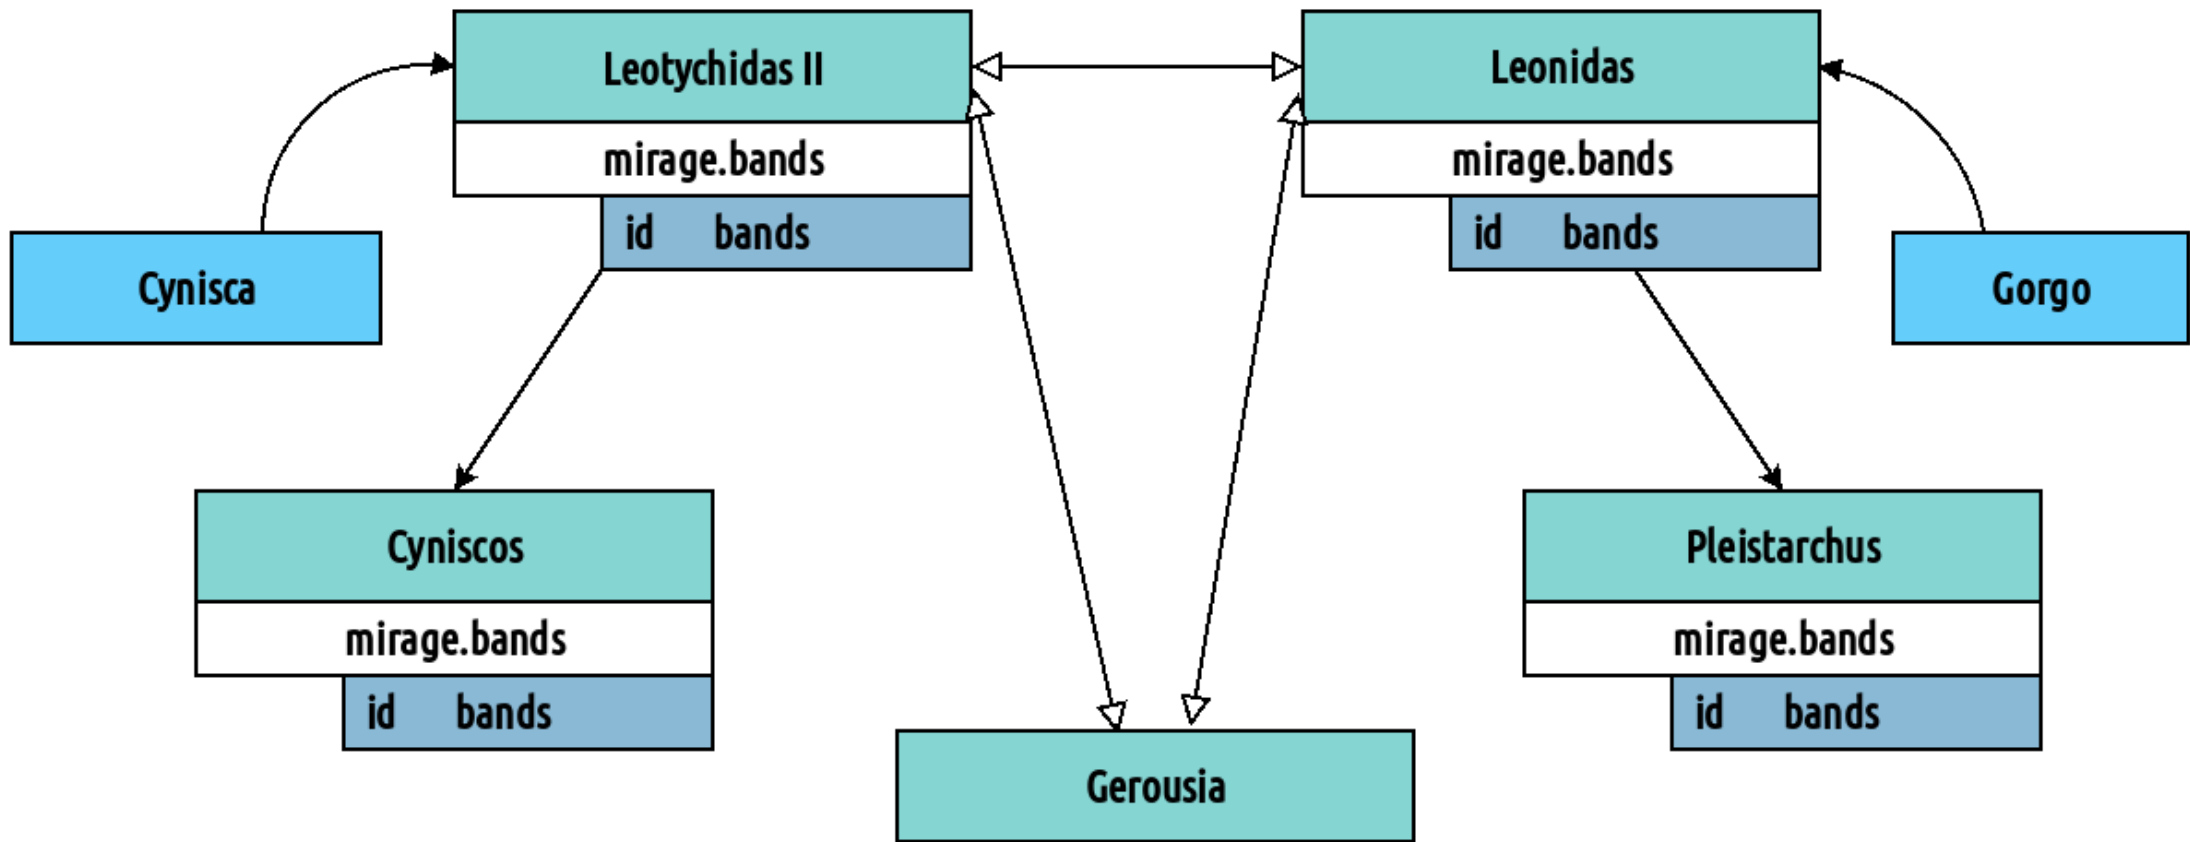 Leotychidas II
Leonidas
mirage.bands
mirage.bands
id bands
id bands
Cynisca
Gorgo
Cyniscos
Pleistarchus
mirage.bands
mirage.bands
id bands
id bands
Gerousia